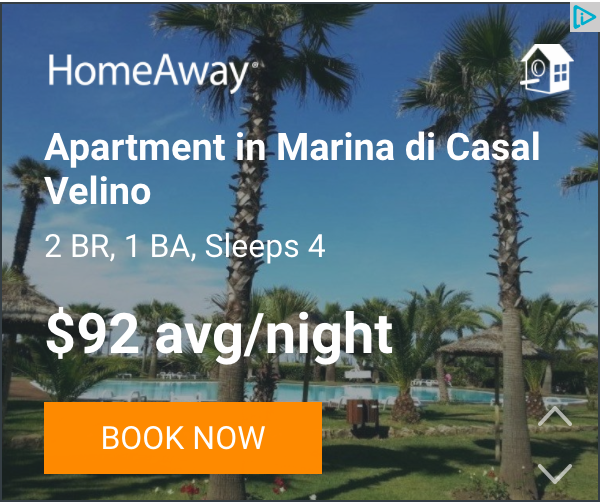 HomeAway®
Apartment in Marina di Casal
Velino
2 BR, 1 BA, Sleeps 4
$92 avg/night
BOOK NOW